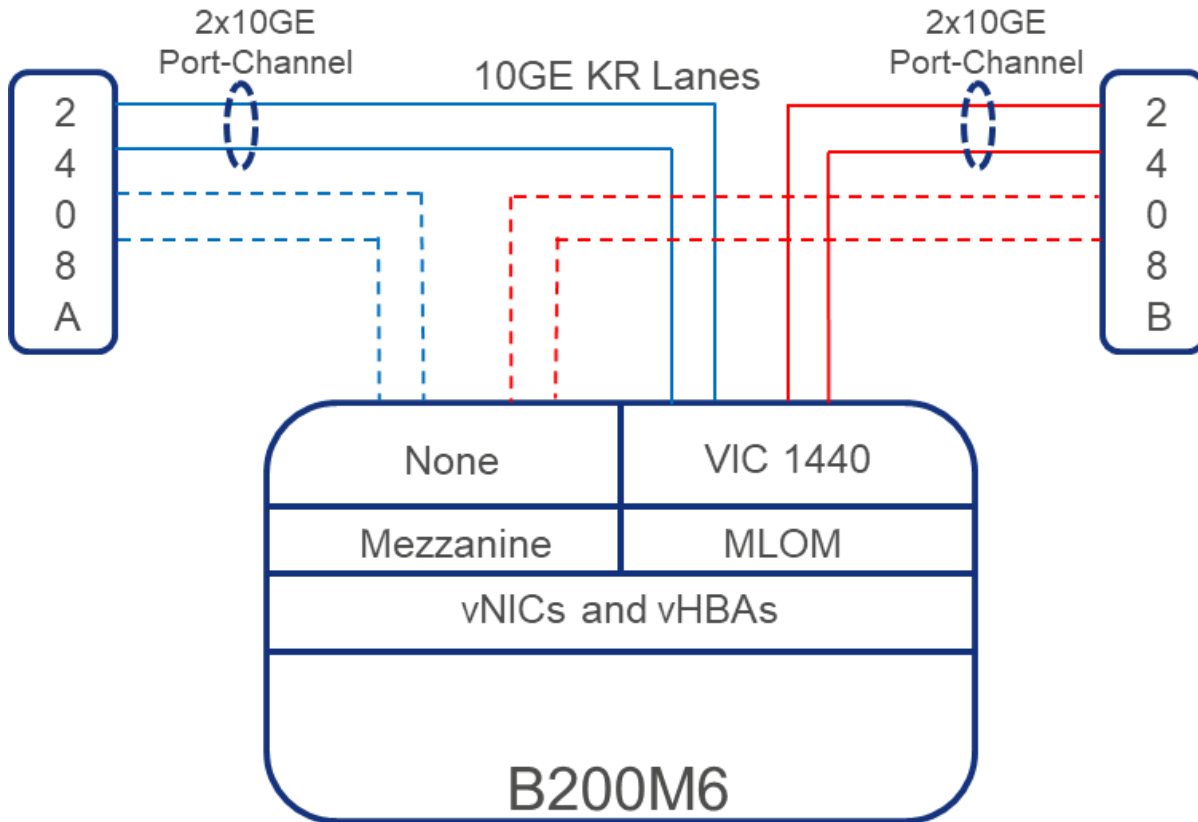 2x10GE
Port-Channel
2x10GE
Port-Channel
10GE KR Lanes
2
4
0
8
A
2
4
0
8
B
None
VIC 1440
Mezzanine
MLOM
vNICs and vHBAs
B200M6